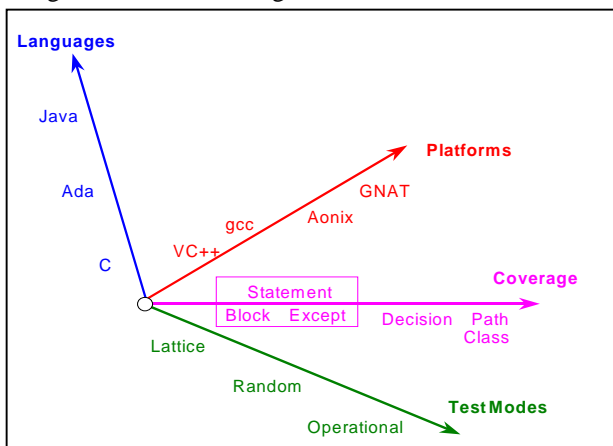 Languages
Java
Platforms
GNAT
Ada
Aonix
gcc
VC++
C
Coverage
Statement
Block Except
Decision Path
Class
Lattice
Random
Test Modes
Operational